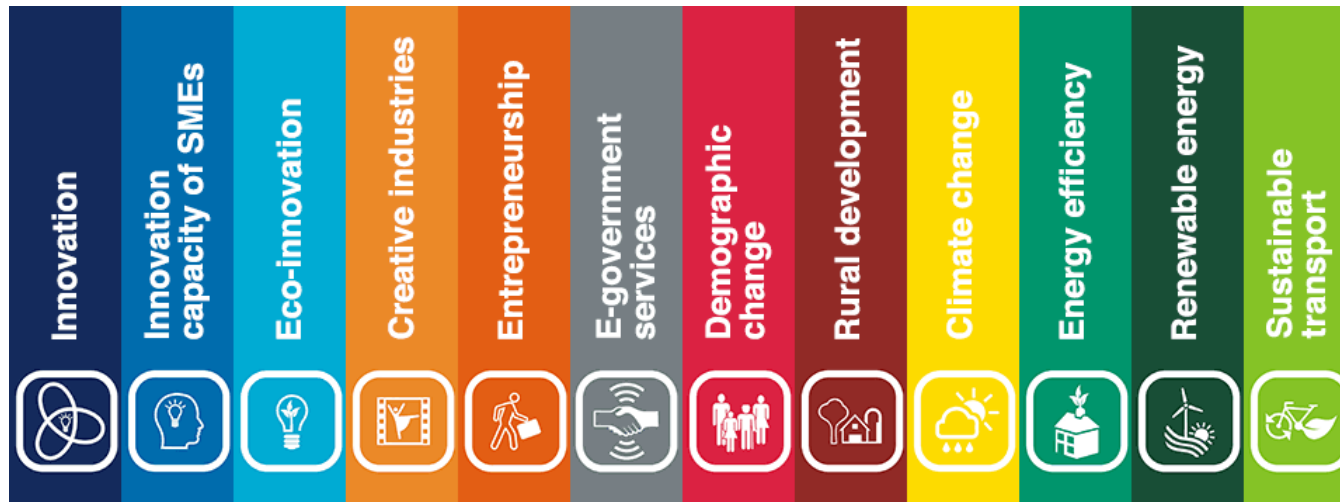 Innovation
Innovation
capacity of SMEs
Eco-innovation
Creative industries
Entrepreneurship
E-government
services
Demographic
change
Rural development
Climate change
Energy efficiency
Renewable energy
Sustainable
transport